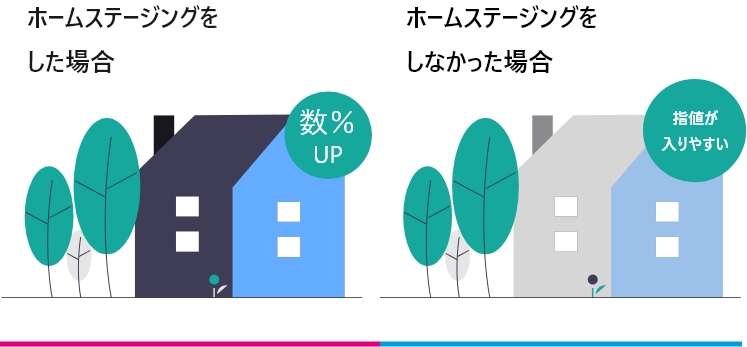 ホームステージングを
した場合
数％
UP
ホームステージングを
しなかった場合
指値が
入りやすい